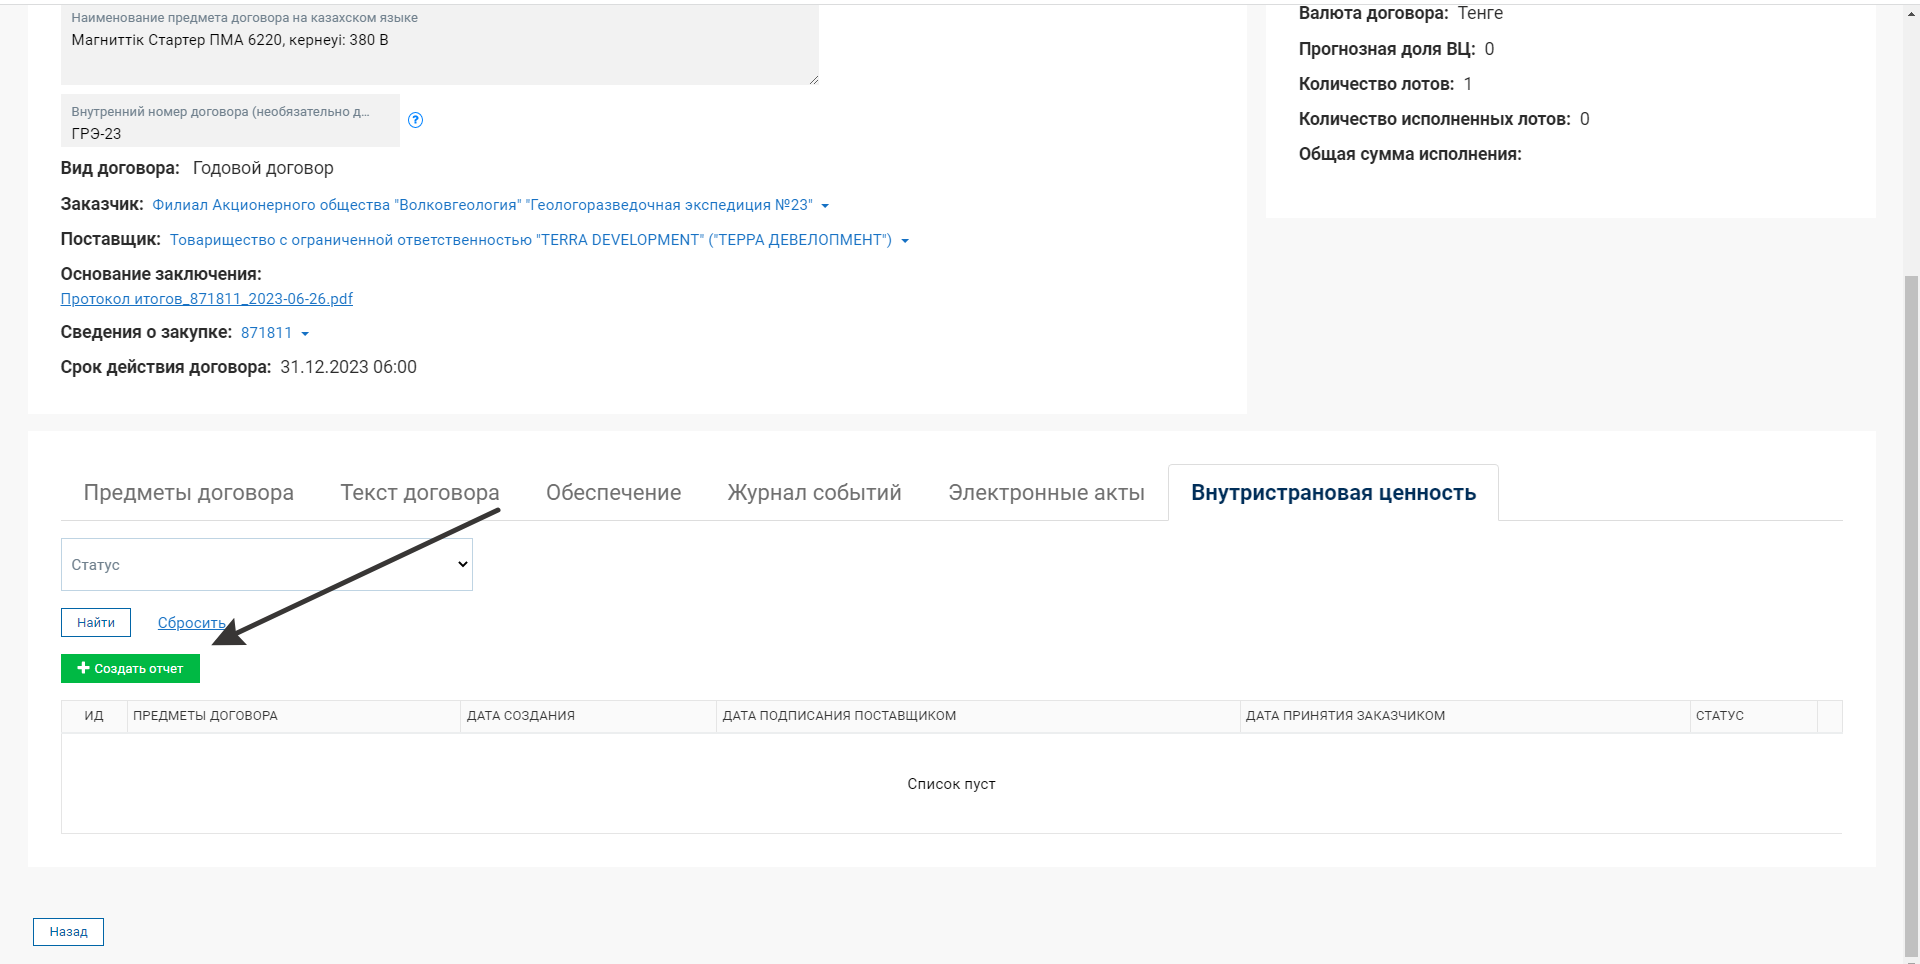 Наименование предмета договора на казахском языке
Магниттік Стартер ПМА 6220, кернеуі: 380 В
Внутренний номер договора (необязательно д...
ГРЭ-23
Вид договора: Годовой договор
Заказчик: Филиал Акционерного общества "Волковгеология" "Геологоразведочная экспедиция №23"
Поставщик: Товарищество с ограниченной ответственностью "TERRA DEVELOPMENT" ("ТЕРРА ДЕВЕЛОПМЕНТ")
Основание заключения:
Протокол итогов_871811_2023-06-26.pdf
Сведения о закупке: 871811
Срок действия договора: 31.12.2023 06:00
Валюта договора: Тенге
Прогнозная доля ВЦ: 0
Количество лотов: 1
Количество исполненных лотов: 0
Общая сумма исполнения:
Предметы договора Текст договора Обеспечение Журнал событий Электронные акты Внутристрановая ценность
Статус
Найти Сбросить
Создать отчет
ИД ПРЕДМЕТЫ ДОГОВОРА ДАТА СОЗДАНИЯ ДАТА ПОДПИСАНИЯ ПОСТАВЩИКОМ ДАТА ПРИНЯТИЯ ЗАКАЗЧИКОМ СТАТУС
Список пуст
Назад